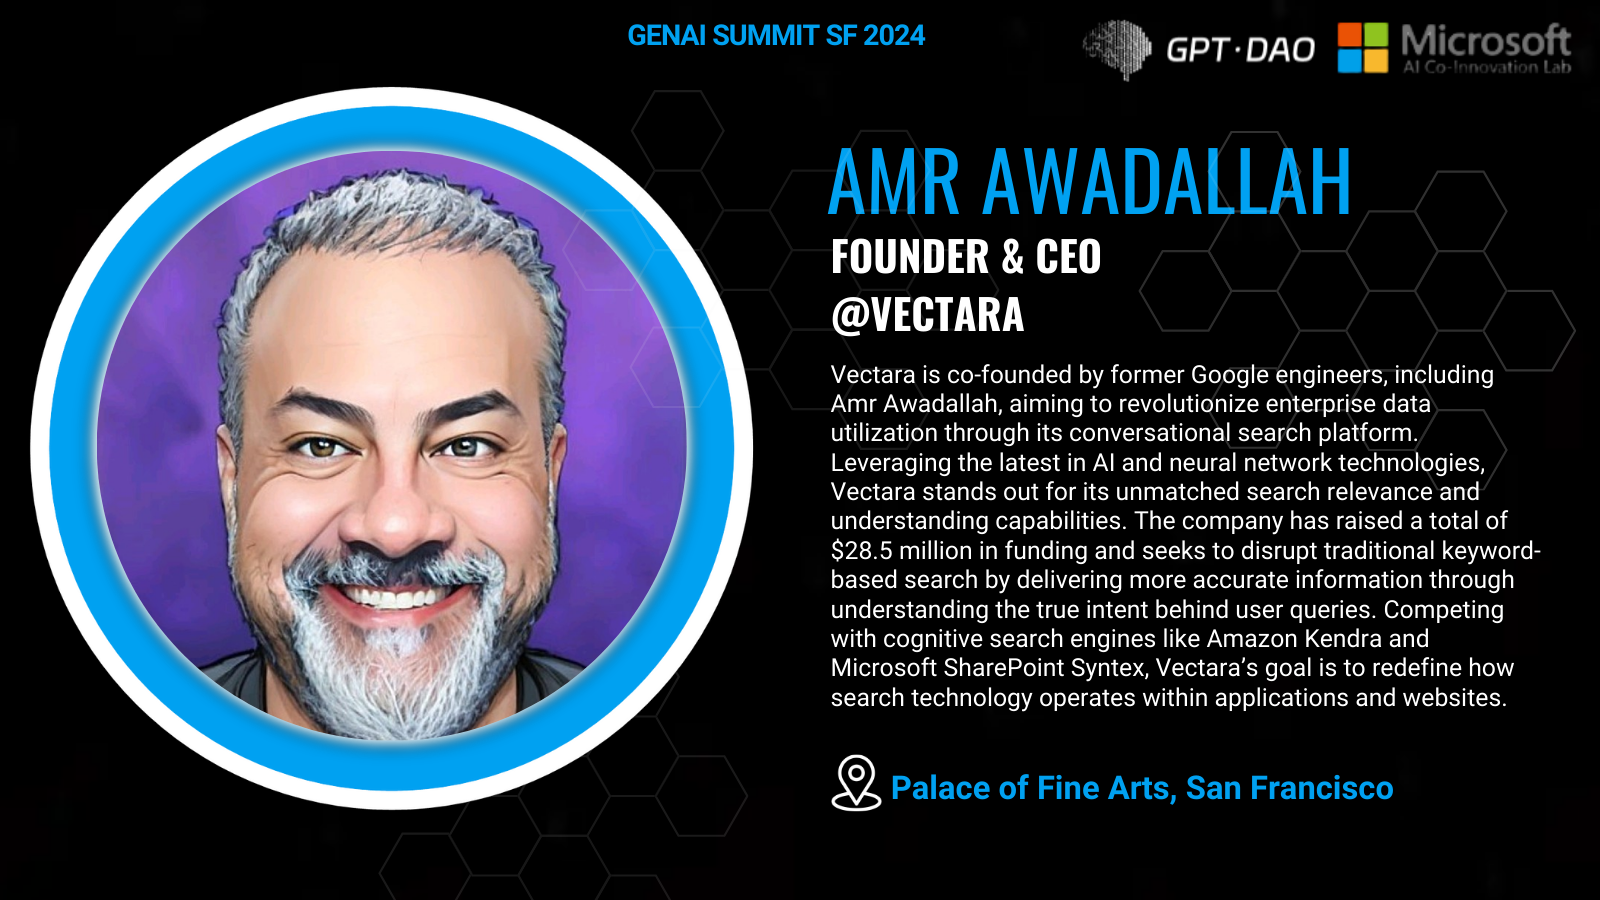 GENAI SUMMIT SF 2024
GPT·DAO
Microsoft
AI Co-Innovation Lab
AMR AWADALLAH
FOUNDER & CEO
@VECTARA
Vectara is co-founded by former Google engineers, including
Amr Awadallah, aiming to revolutionize enterprise data
utilization through its conversational search platform.
Leveraging the latest in AI and neural network technologies,
Vectara stands out for its unmatched search relevance and
understanding capabilities. The company has raised a total of
$28.5 million in funding and seeks to disrupt traditional keyword-
based search by delivering more accurate information through
understanding the true intent behind user queries. Competing
with cognitive search engines like Amazon Kendra and
Microsoft SharePoint Syntex, Vectara’s goal is to redefine how
search technology operates within applications and websites.
Palace of Fine Arts, San Francisco